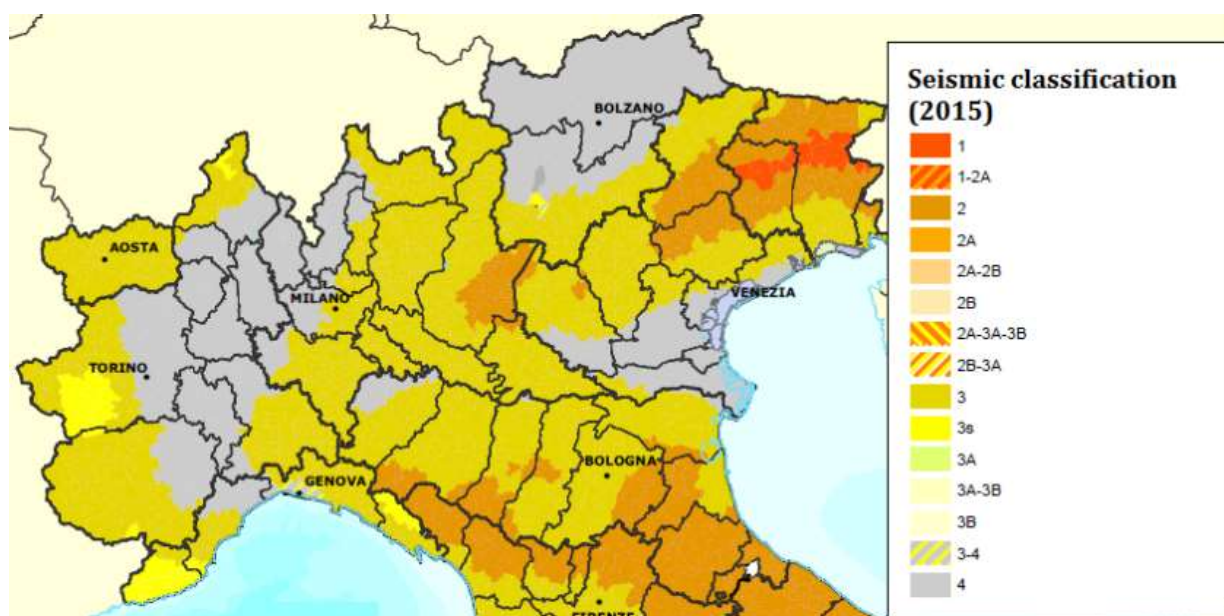 BOLZANO
AOSTA
MILANO
VENEZIA
TORINO
BOLOGNA
GENOVA
FIRENZE
Seismic classification
(2015)
1
1-2A
2
2A
2A-2B
2B
2A-3A-3B
2B-3A
3
3s
3A
3A-3B
3B
3-4
4